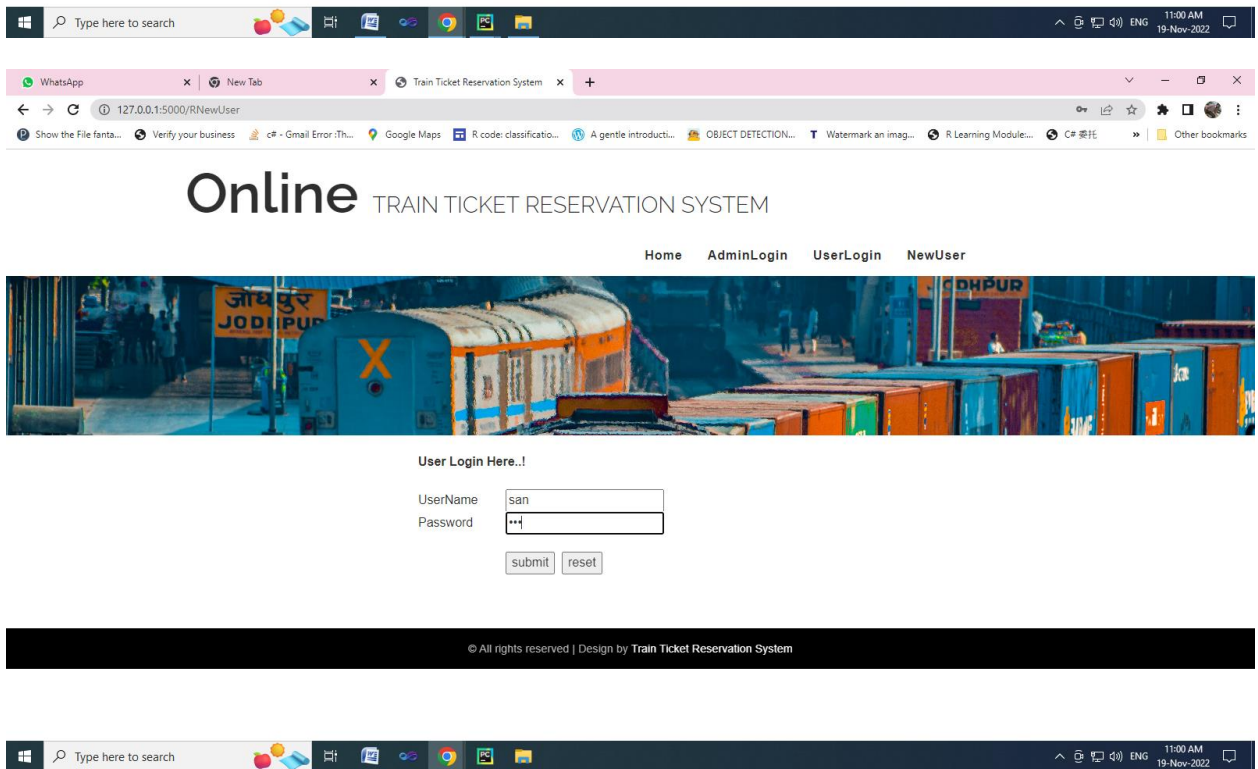 Type here to search
ENG
11:00 AM
19-Nov-2022
WhatsApp
New Tab
Train Ticket Reservation System
127.0.0.1:5000/RNewUser
Show the File fanta...
Verify your business
c# - Gmail Error :Th...
Google Maps
R code: classificatio...
A gentle introducti...
OBJECT DETECTION...
Watermark an imag...
R Learning Module:...
C# 委托
Other bookmarks
Online TRAIN TICKET RESERVATION SYSTEM
Home AdminLogin UserLogin NewUser
जोधपुर
JODHPUR
JODHPUR
X
User Login Here..!
UserName san
Password •••
submit reset
© All rights reserved | Design by Train Ticket Reservation System
Type here to search
ENG
11:00 AM
19-Nov-2022